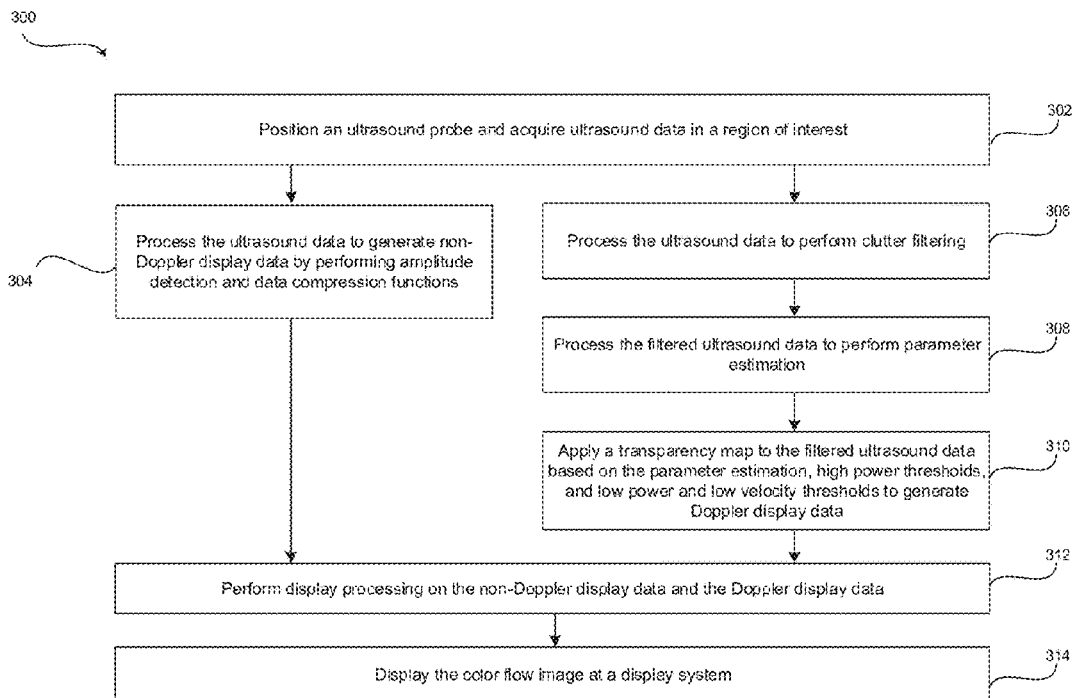 300
302
Position an ultrasound probe and acquire ultrasound data in a region of interest
304
Process the ultrasound data to generate non-
Doppler display data by performing amplitude
detection and data compression functions
306
Process the ultrasound data to perform clutter filtering
308
Process the filtered ultrasound data to perform parameter
estimation
310
Apply a transparency map to the filtered ultrasound data
based on the parameter estimation, high power thresholds,
and low power and low velocity thresholds to generate
Doppler display data
312
Perform display processing on the non-Doppler display data and the Doppler display data
314
Display the color flow image at a display system